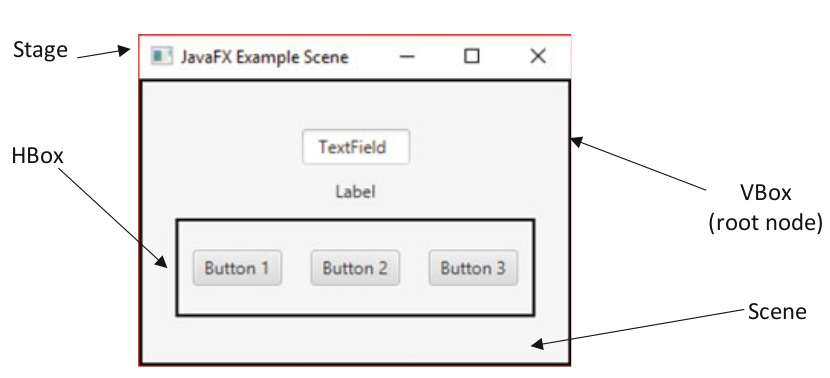 Stage
JavaFX Example Scene
TextField
HBox
Label
VBox
(root node)
Button 1
Button 2
Button 3
Scene